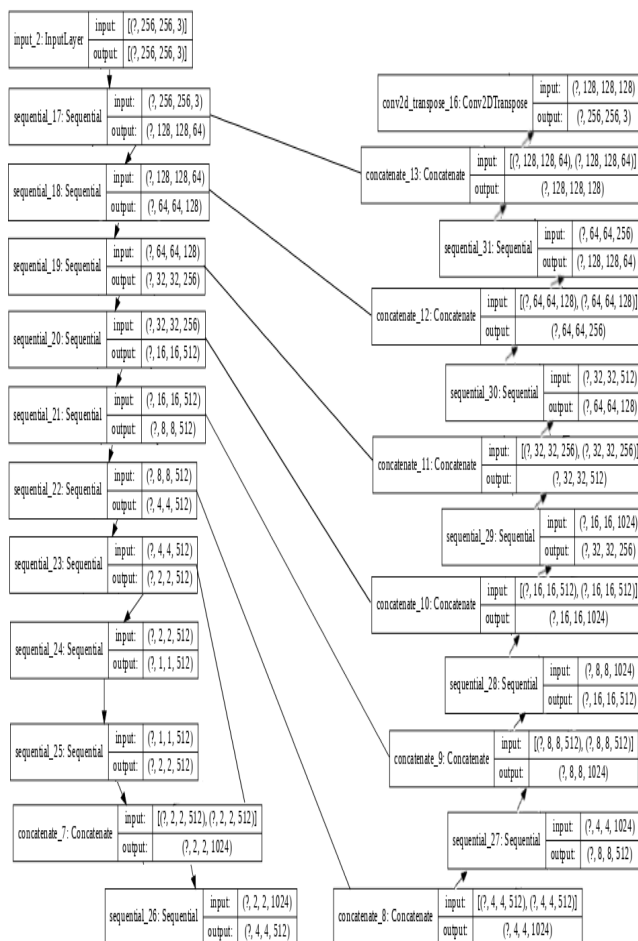 input_2: InputLayer
input: [(?, 256, 256, 3)]
output: [(?, 256, 256, 3)]
sequential_17: Sequential
input: (?, 256, 256, 3)
output: (?, 128, 128, 64)
sequential_18: Sequential
input: (?, 128, 128, 64)
output: (?, 64, 64, 128)
sequential_19: Sequential
input: (?, 64, 64, 128)
output: (?, 32, 32, 256)
sequential_20: Sequential
input: (?, 32, 32, 256)
output: (?, 16, 16, 512)
sequential_21: Sequential
input: (?, 16, 16, 512)
output: (?, 8, 8, 512)
sequential_22: Sequential
input: (?, 8, 8, 512)
output: (?, 4, 4, 512)
sequential_23: Sequential
input: (?, 4, 4, 512)
output: (?, 2, 2, 512)
sequential_24: Sequential
input: (?, 2, 2, 512)
output: (?, 1, 1, 512)
sequential_25: Sequential
input: (?, 1, 1, 512)
output: (?, 2, 2, 512)
concatenate_7: Concatenate
input: [(?, 2, 2, 512), (?, 2, 2, 512)]
output: (?, 2, 2, 1024)
sequential_26: Sequential
input: (?, 2, 2, 1024)
output: (?, 4, 4, 512)
conv2d_transpose_16: Conv2DTranspose
input: (?, 128, 128, 128)
output: (?, 256, 256, 3)
concatenate_13: Concatenate
input: [(?, 128, 128, 64), (?, 128, 128, 64)]
output: (?, 128, 128, 128)
sequential_31: Sequential
input: (?, 64, 64, 256)
output: (?, 128, 128, 64)
concatenate_12: Concatenate
input: [(?, 64, 64, 128), (?, 64, 64, 128)]
output: (?, 64, 64, 256)
sequential_30: Sequential
input: (?, 32, 32, 512)
output: (?, 64, 64, 128)
concatenate_11: Concatenate
input: [(?, 32, 32, 256), (?, 32, 32, 256)]
output: (?, 32, 32, 512)
sequential_29: Sequential
input: (?, 16, 16, 1024)
output: (?, 32, 32, 256)
concatenate_10: Concatenate
input: [(?, 16, 16, 512), (?, 16, 16, 512)]
output: (?, 16, 16, 1024)
sequential_28: Sequential
input: (?, 8, 8, 1024)
output: (?, 16, 16, 512)
concatenate_9: Concatenate
input: [(?, 8, 8, 512), (?, 8, 8, 512)]
output: (?, 8, 8, 1024)
sequential_27: Sequential
input: (?, 4, 4, 1024)
output: (?, 8, 8, 512)
concatenate_8: Concatenate
input: [(?, 4, 4, 512), (?, 4, 4, 512)]
output: (?, 4, 4, 1024)